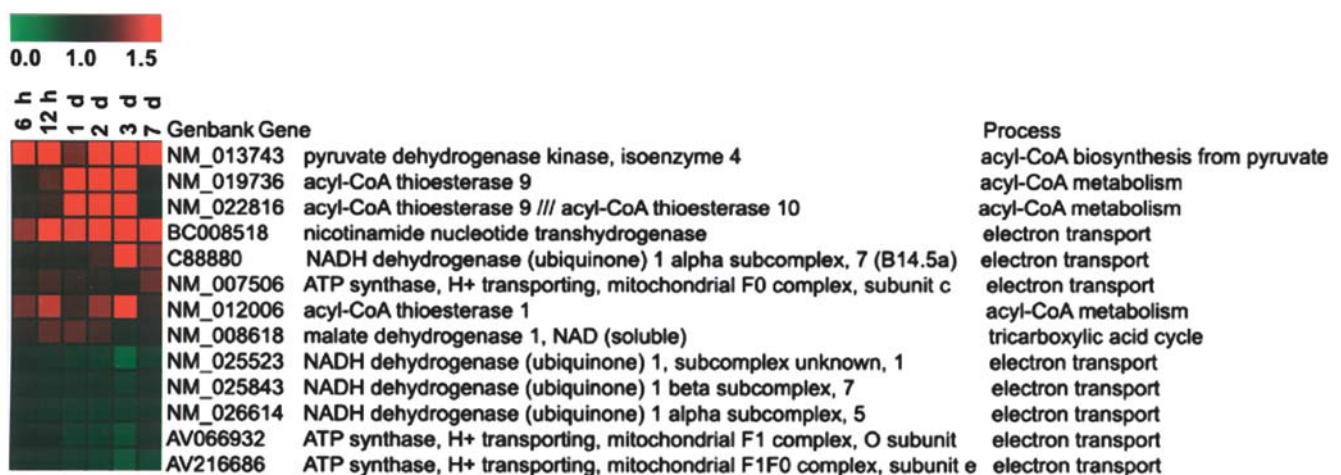 0.0 1.0 1.5
6 h 12 h 1 d 2 d 3 d 7 d
Genbank Gene Process
NM_013743 pyruvate dehydrogenase kinase, isoenzyme 4 acyl-CoA biosynthesis from pyruvate
NM_019736 acyl-CoA thioesterase 9 acyl-CoA metabolism
NM_022816 acyl-CoA thioesterase 9 /// acyl-CoA thioesterase 10 acyl-CoA metabolism
BC008518 nicotinamide nucleotide transhydrogenase electron transport
C88880 NADH dehydrogenase (ubiquinone) 1 alpha subcomplex, 7 (B14.5a) electron transport
NM_007506 ATP synthase, H+ transporting, mitochondrial F0 complex, subunit c electron transport
NM_012006 acyl-CoA thioesterase 1 acyl-CoA metabolism
NM_008618 malate dehydrogenase 1, NAD (soluble) tricarboxylic acid cycle
NM_025523 NADH dehydrogenase (ubiquinone) 1, subcomplex unknown, 1 electron transport
NM_025843 NADH dehydrogenase (ubiquinone) 1 beta subcomplex, 7 electron transport
NM_026614 NADH dehydrogenase (ubiquinone) 1 alpha subcomplex, 5 electron transport
AV066932 ATP synthase, H+ transporting, mitochondrial F1 complex, O subunit electron transport
AV216686 ATP synthase, H+ transporting, mitochondrial F1F0 complex, subunit e electron transport